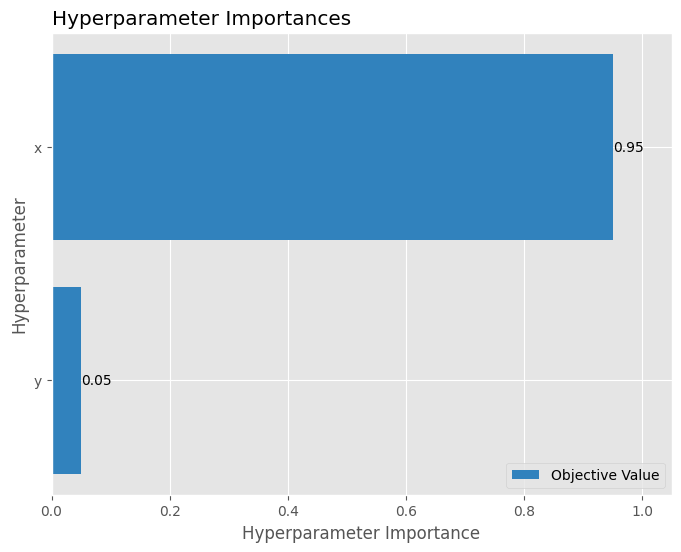 Hyperparameter Importances
Hyperparameter
x
0.95
y
0.05
Objective Value
0.0 0.2 0.4 0.6 0.8 1.0
Hyperparameter Importance